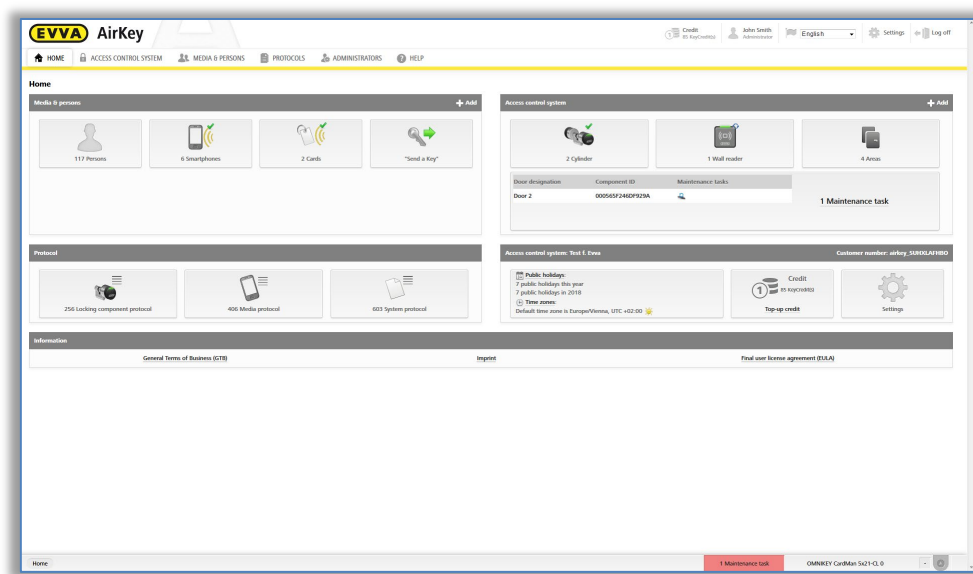 EVVA AirKey
Credit
85 KeyCredit(s)
John Smith
Administrator
English
Settings
Log off
HOME
ACCESS CONTROL SYSTEM
MEDIA & PERSONS
PROTOCOLS
ADMINISTRATORS
HELP
Home
Media & persons
Add
117 Persons
6 Smartphones
2 Cards
"Send a Key"
Access control system
Add
2 Cylinder
1 Wall reader
4 Areas
Door designation Component ID Maintenance tasks
Door 2 000565F246DF929A
1 Maintenance task
Protocol
256 Locking component protocol
406 Media protocol
603 System protocol
Access control system: Test f. Evva
Customer number:
Public holidays:
7 public holidays this year
7 public holidays in 2018
Time zones:
Default time zone is Europe/Vienna, UTC +02:00
1
Credit
85 KeyCredit(s)
Top-up credit
Settings
Information
General Terms of Business (GTB)
Imprint
Final user license agreement (EULA)
Home
1 Maintenance task
OMNIKEY CardMan 5x21-CL 0